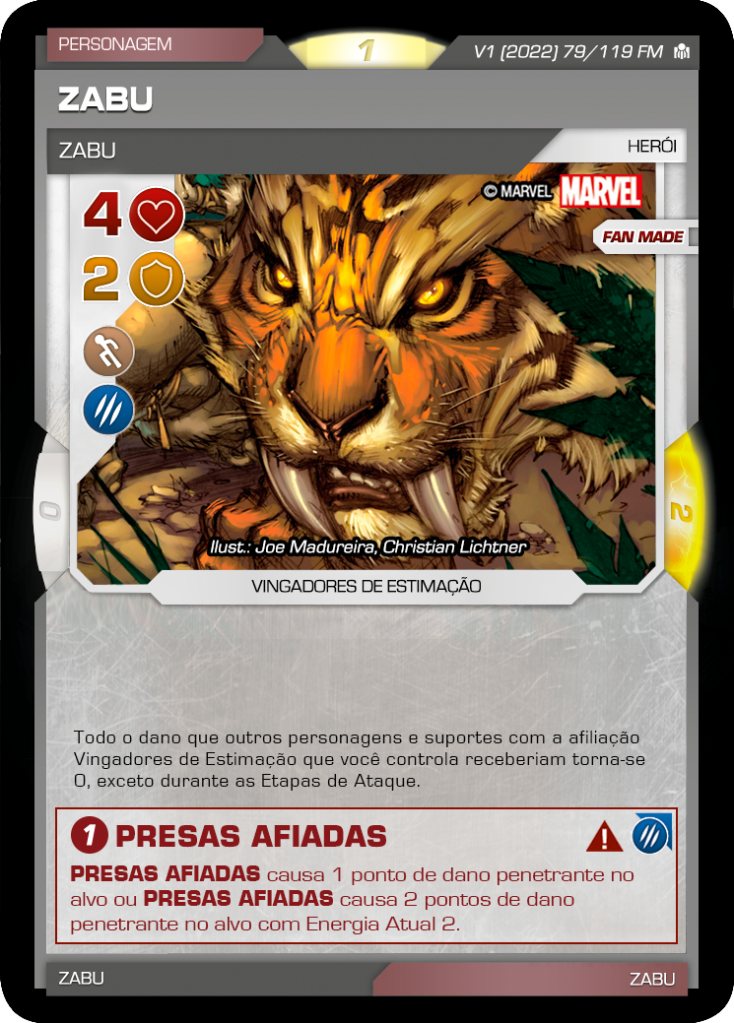 PERSONAGEM
1
V1 (2022) 79/119 FM
ZABU
ZABU
HERÓI
© MARVEL MARVEL
4
FAN MADE
2
0
2
Ilust.: Joe Madureira, Christian Lichtner
VINGADORES DE ESTIMAÇÃO
Todo o dano que outros personagens e suportes com a afiliação
Vingadores de Estimação que você controla receberiam torna-se
0, exceto durante as Etapas de Ataque.
1 PRESAS AFIADAS
PRESAS AFIADAS causa 1 ponto de dano penetrante no
alvo ou PRESAS AFIADAS causa 2 pontos de dano
penetrante no alvo com Energia Atual 2.
ZABU
ZABU